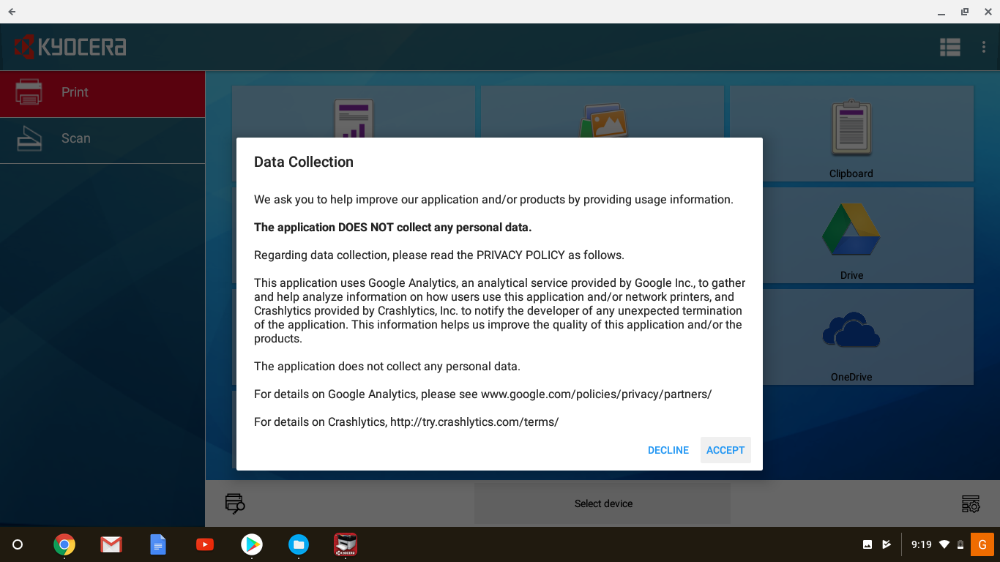 KYOCERA
Print
Scan
Clipboard
Drive
OneDrive
Data Collection
We ask you to help improve our application and/or products by providing usage information.
The application DOES NOT collect any personal data.
Regarding data collection, please read the PRIVACY POLICY as follows.
This application uses Google Analytics, an analytical service provided by Google Inc., to gather
and help analyze information on how users use this application and/or network printers, and
Crashlytics provided by Crashlytics, Inc. to notify the developer of any unexpected termination
of the application. This information helps us improve the quality of this application and/or the
products.
The application does not collect any personal data.
For details on Google Analytics, please see www.google.com/policies/privacy/partners/
For details on Crashlytics, http://try.crashlytics.com/terms/
DECLINE ACCEPT
Select device
KYOCERA
9:19
G